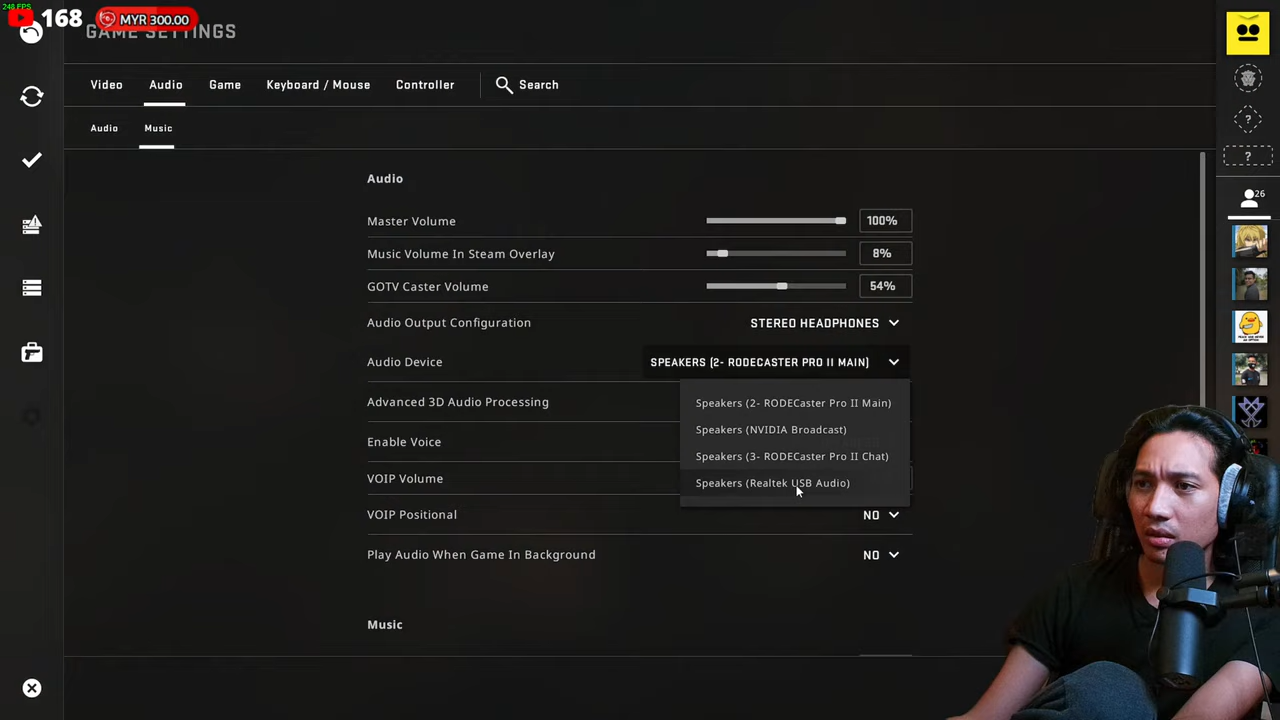 248 FPS
168
MYR 300.00
GAME SETTINGS
Video
Audio
Game
Keyboard / Mouse
Controller
Search
Audio
Music
?
?
26
Audio
Master Volume
100%
Music Volume In Steam Overlay
8%
GOTV Caster Volume
54%
Audio Output Configuration
STEREO HEADPHONES
Audio Device
SPEAKERS (2- RODECASTER PRO II MAIN)
Speakers (2- RODECaster Pro II Main)
Speakers (NVIDIA Broadcast)
Speakers (3- RODECaster Pro II Chat)
Speakers (Realtek USB Audio)
Advanced 3D Audio Processing
Enable Voice
VOIP Volume
VOIP Positional
NO
Play Audio When Game In Background
NO
Music